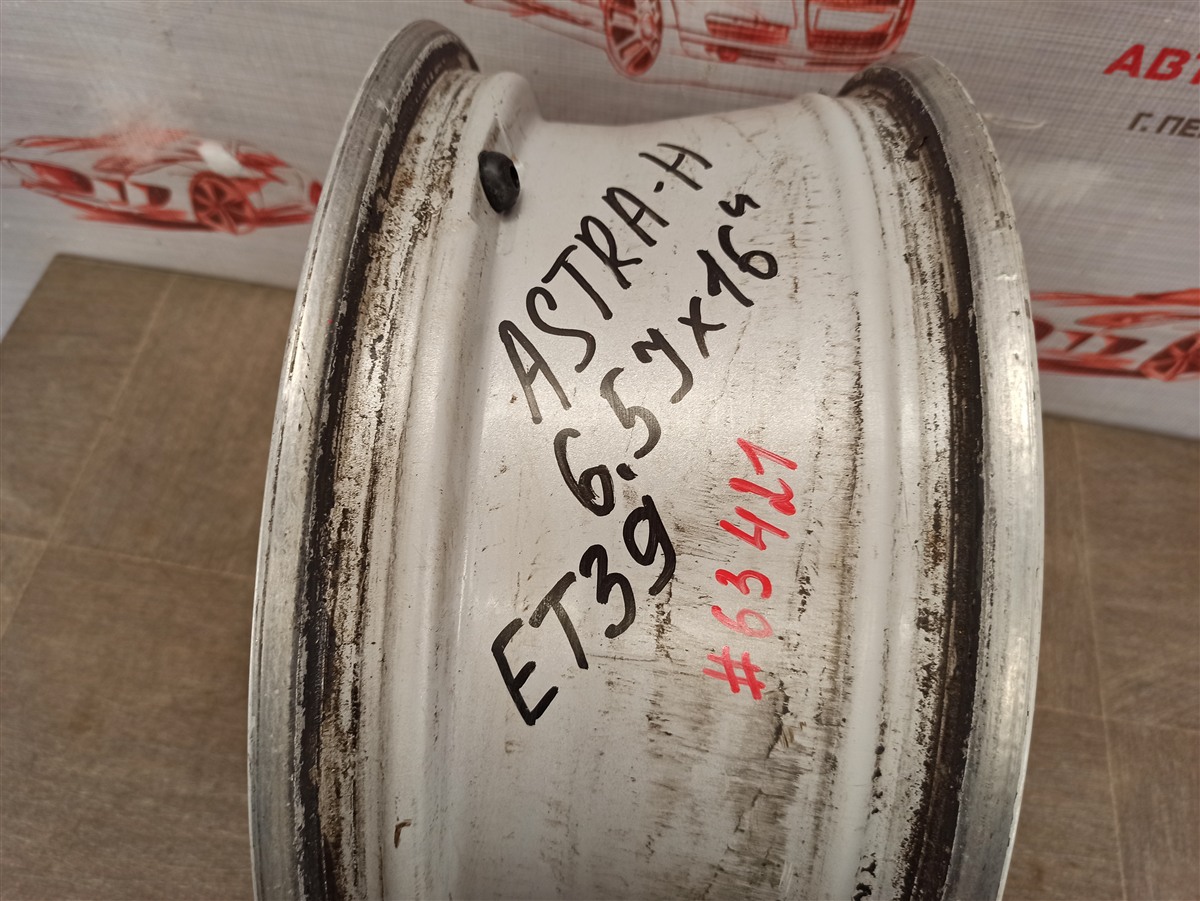 ASTRA-H
6.5Jx16"
ET39
#63421
АВТ
Г. ПЕ